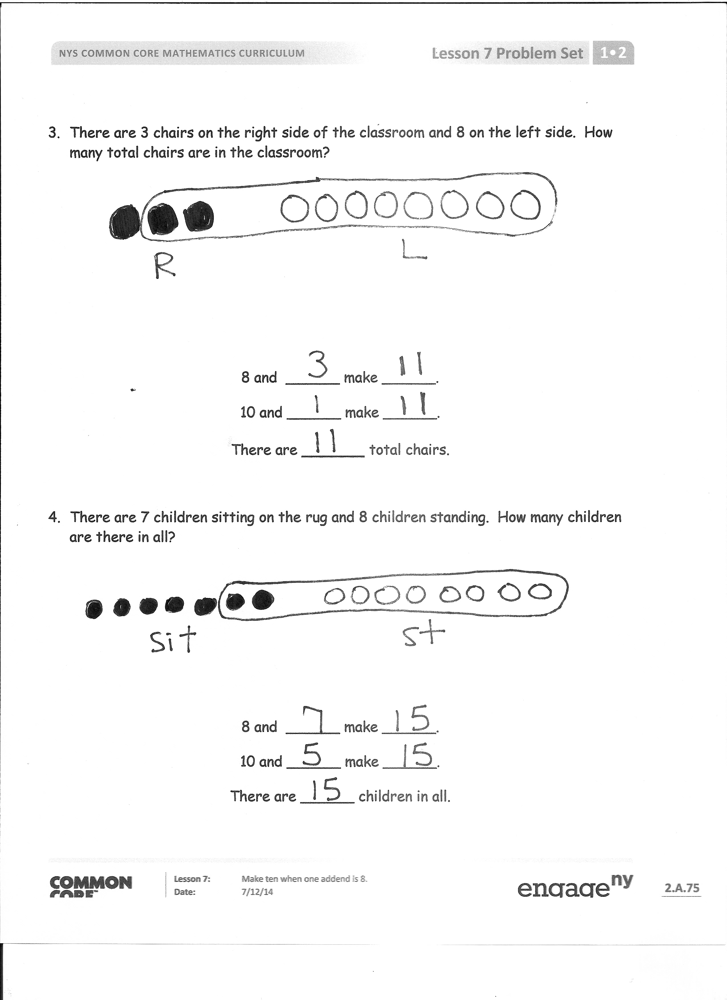 NYS COMMON CORE MATHEMATICS CURRICULUM Lesson 7 Problem Set 1•2
3. There are 3 chairs on the right side of the classroom and 8 on the left side. How
many total chairs are in the classroom?
R L
8 and 3 make 11.
10 and 1 make 11.
There are 11 total chairs.
4. There are 7 children sitting on the rug and 8 children standing. How many children
are there in all?
sit st
8 and 7 make 15.
10 and 5 make 15.
There are 15 children in all.
COMMON Lesson 7: Make ten when one addend is 8.
CORE™ Date: 7/12/14
engage ny 2.A.75